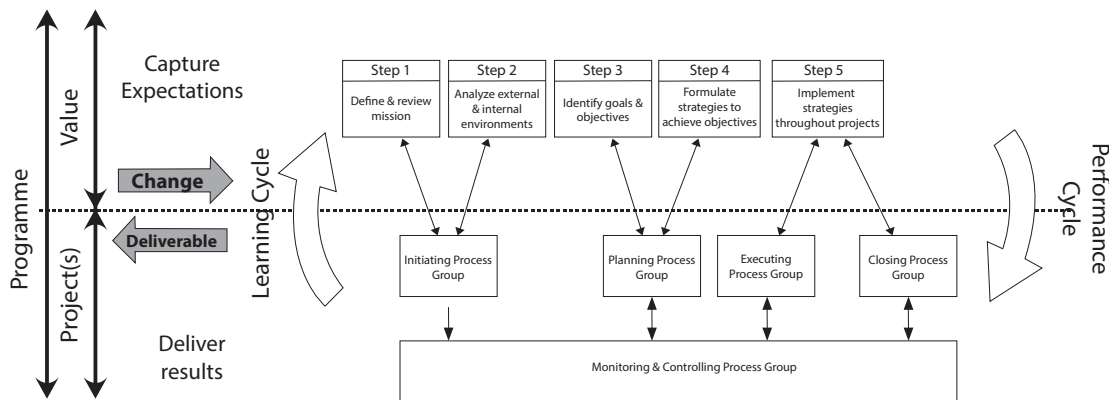 Programme
Value
Project(s)
Capture
Expectations
Change
Deliverable
Deliver
results
Learning Cycle
Step 1
Define & review
mission
Step 2
Analyze external
& internal
environments
Step 3
Identify goals &
objectives
Step 4
Formulate
strategies to
achieve objectives
Step 5
Implement
strategies
throughout projects
Initiating Process
Group
Planning Process
Group
Executing
Process Group
Closing Process
Group
Monitoring & Controlling Process Group
Performance
Cycle